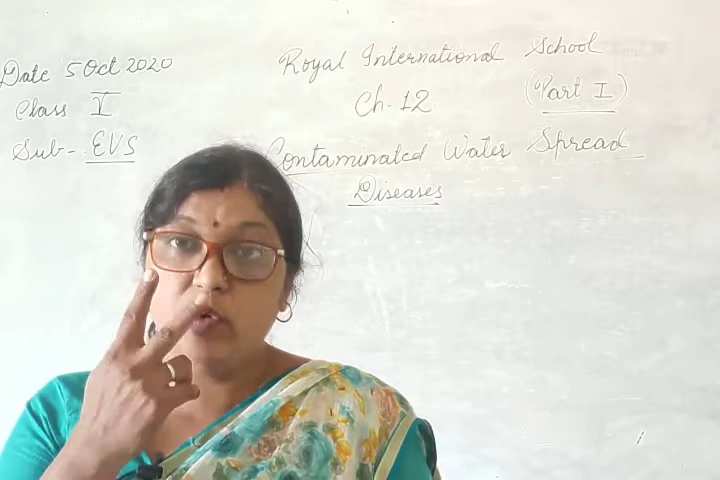 Date 5 Oct 2020
Class V
Sub- EVS
Royal International School
Ch. 12 (Part I)
Contaminated Water Spread
Diseases